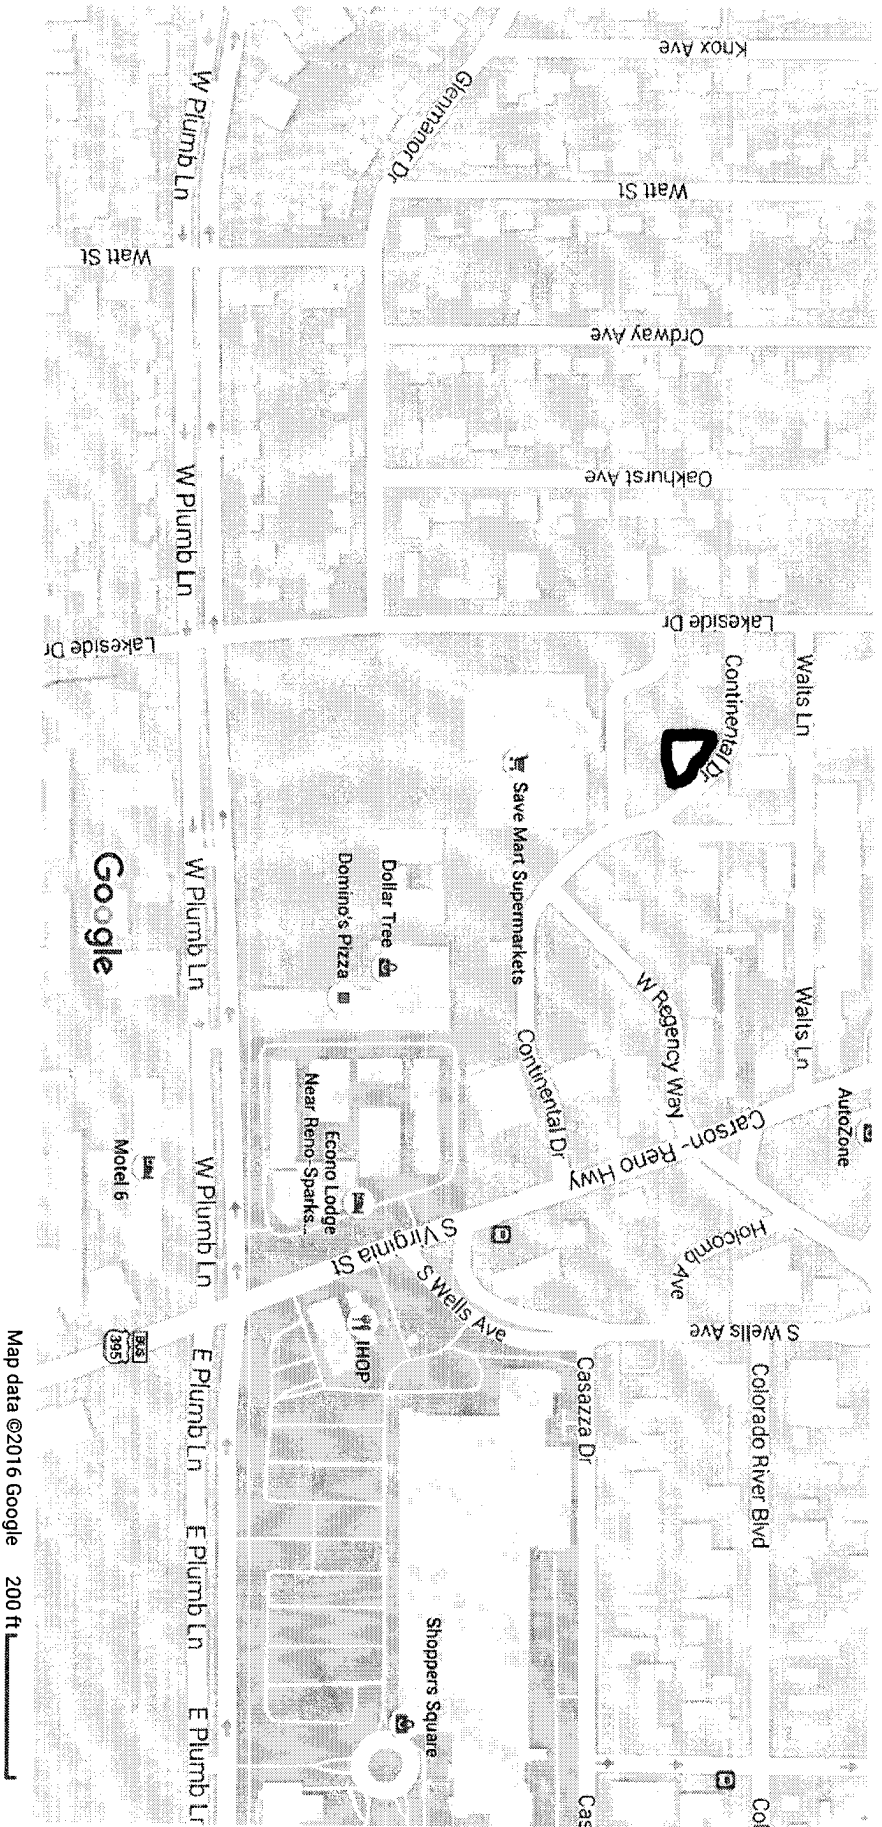 Knox Ave
W Plumb Ln
Glenmanor Dr
Watt St
Watt St
Ordway Ave
W Plumb Ln
Oakhurst Ave
Lakeside Dr
Lakeside Dr
Walts Ln
Continental Dr
Save Mart Supermarkets
Dollar Tree
Domino's Pizza
W Plumb Ln
Google
W Regency Way
Walts Ln
Continental Dr
AutoZone
Carson - Reno Hwy
Econo Lodge
Near Reno-Sparks...
Motel 6
W Plumb Ln
S Virginia St
Holcomb Ave
S Wells Ave
S Wells Ave
IHOP
BUS
395
E Plumb Ln
Casazza Dr
Colorado River Blvd
E Plumb Ln
Shoppers Square
E Plumb Ln
Cas
Col
Map data ©2016 Google 200 ft